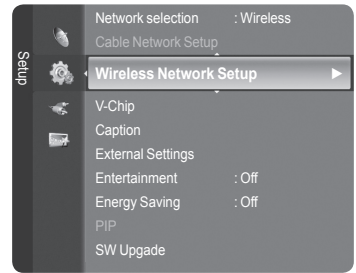 Setup
Network selection : Wireless
Cable Network Setup
Wireless Network Setup
V-Chip
Caption
External Settings
Entertainment : Off
Energy Saving : Off
PIP
SW Upgade